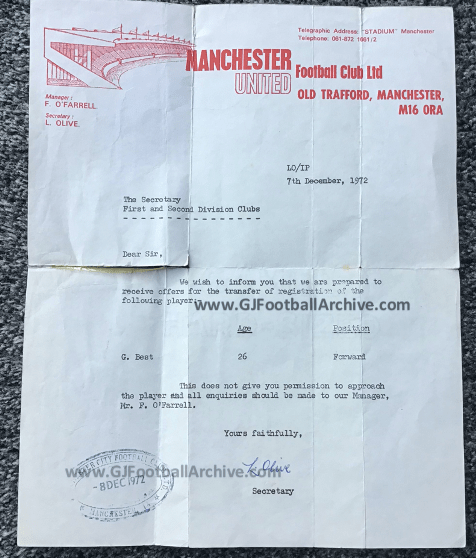 Telegraphic Address: "STADIUM" Manchester
Telephone: 061-872 1661/2
MANCHESTER
UNITED Football Club Ltd
OLD TRAFFORD, MANCHESTER,
M16 0RA
Manager:
F. O'FARRELL
Secretary:
L. OLIVE.
LO/IP
7th December, 1972
The Secretary
First and Second Division Clubs
Dear Sir,
We wish to inform you that we are prepared to
receive offers for the transfer of registration of the
following player:
www.GJFootballArchive.com
Age Position
G. Best 26 Forward
This does not give you permission to approach
the player and all enquiries should be made to our Manager,
Mr. F. O'Farrell.
Yours faithfully,
www.GJFootballArchive.com
L. Olive
Secretary
CITY FOOTBALL
-8 DEC 1972
MANCHESTER